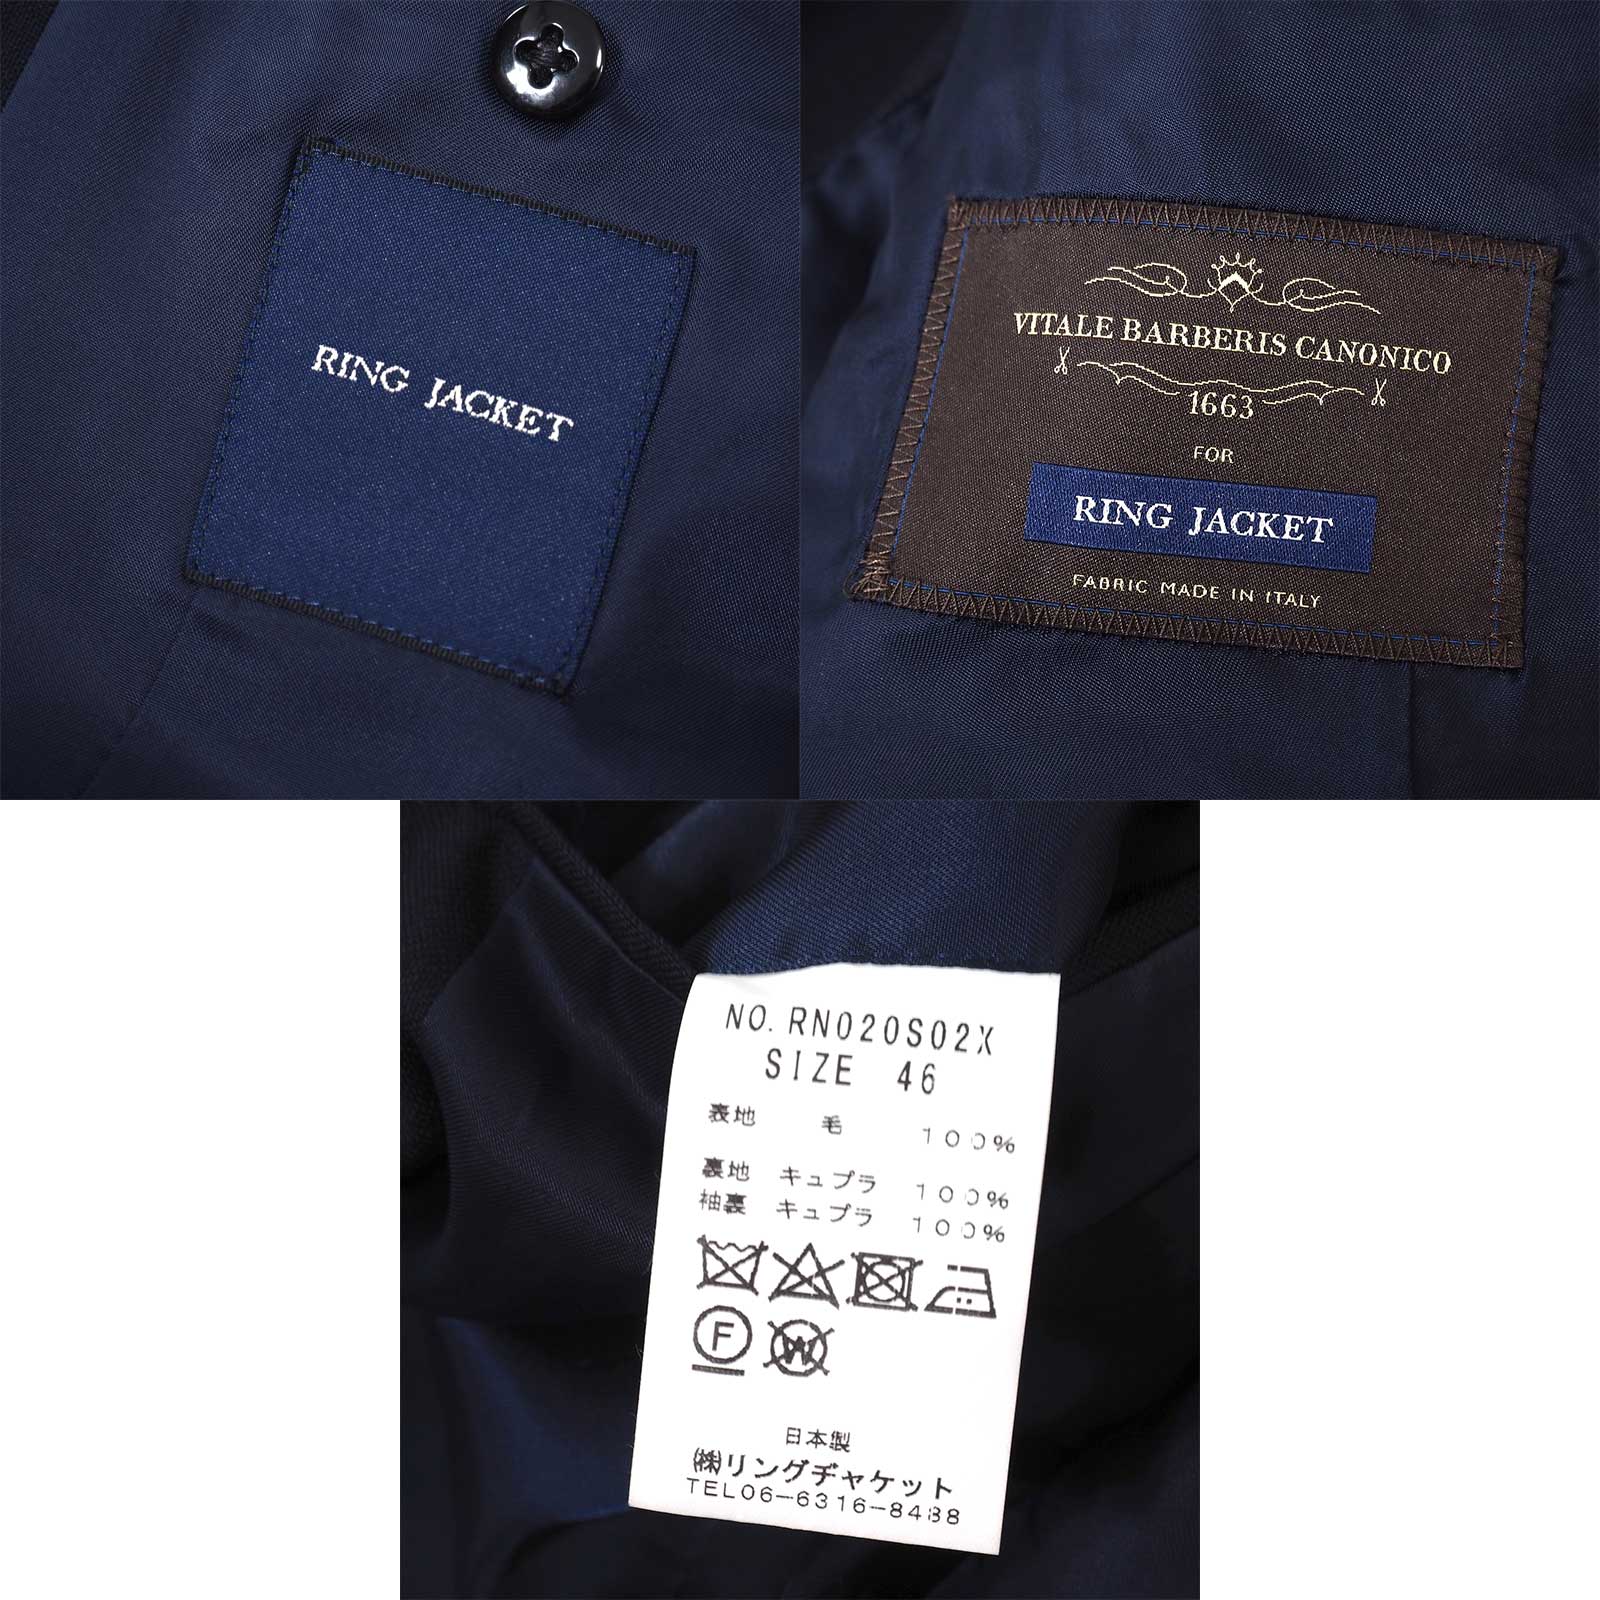 RING JACKET
VITALE BARBERIS CANONICO
1663
FOR
RING JACKET
FABRIC MADE IN ITALY
NO. RN020S02X
SIZE 46
表地 毛 100%
裏地 キュプラ 100%
袖裏 キュプラ 100%
F W
日本製
㈱リングヂャケット
TEL06-6316-8488